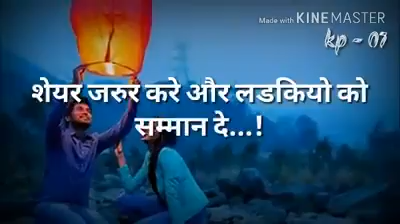 Made with KINEMASTER
kp - 07
शेयर जरुर करे और लडकियो को
सम्मान दे...!